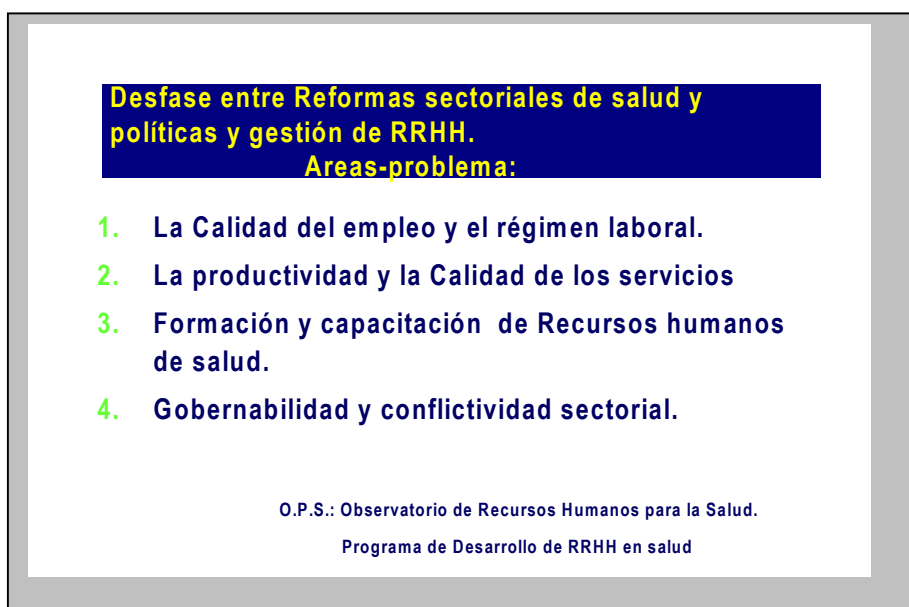 Desfase entre Reformas sectoriales de salud y
políticas y gestión de RRHH.
Areas-problema:
1. La Calidad del empleo y el régimen laboral.
2. La productividad y la Calidad de los servicios
3. Formación y capacitación de Recursos humanos
de salud.
4. Gobernabilidad y conflictividad sectorial.
O.P.S.: Observatorio de Recursos Humanos para la Salud.
Programa de Desarrollo de RRHH en salud